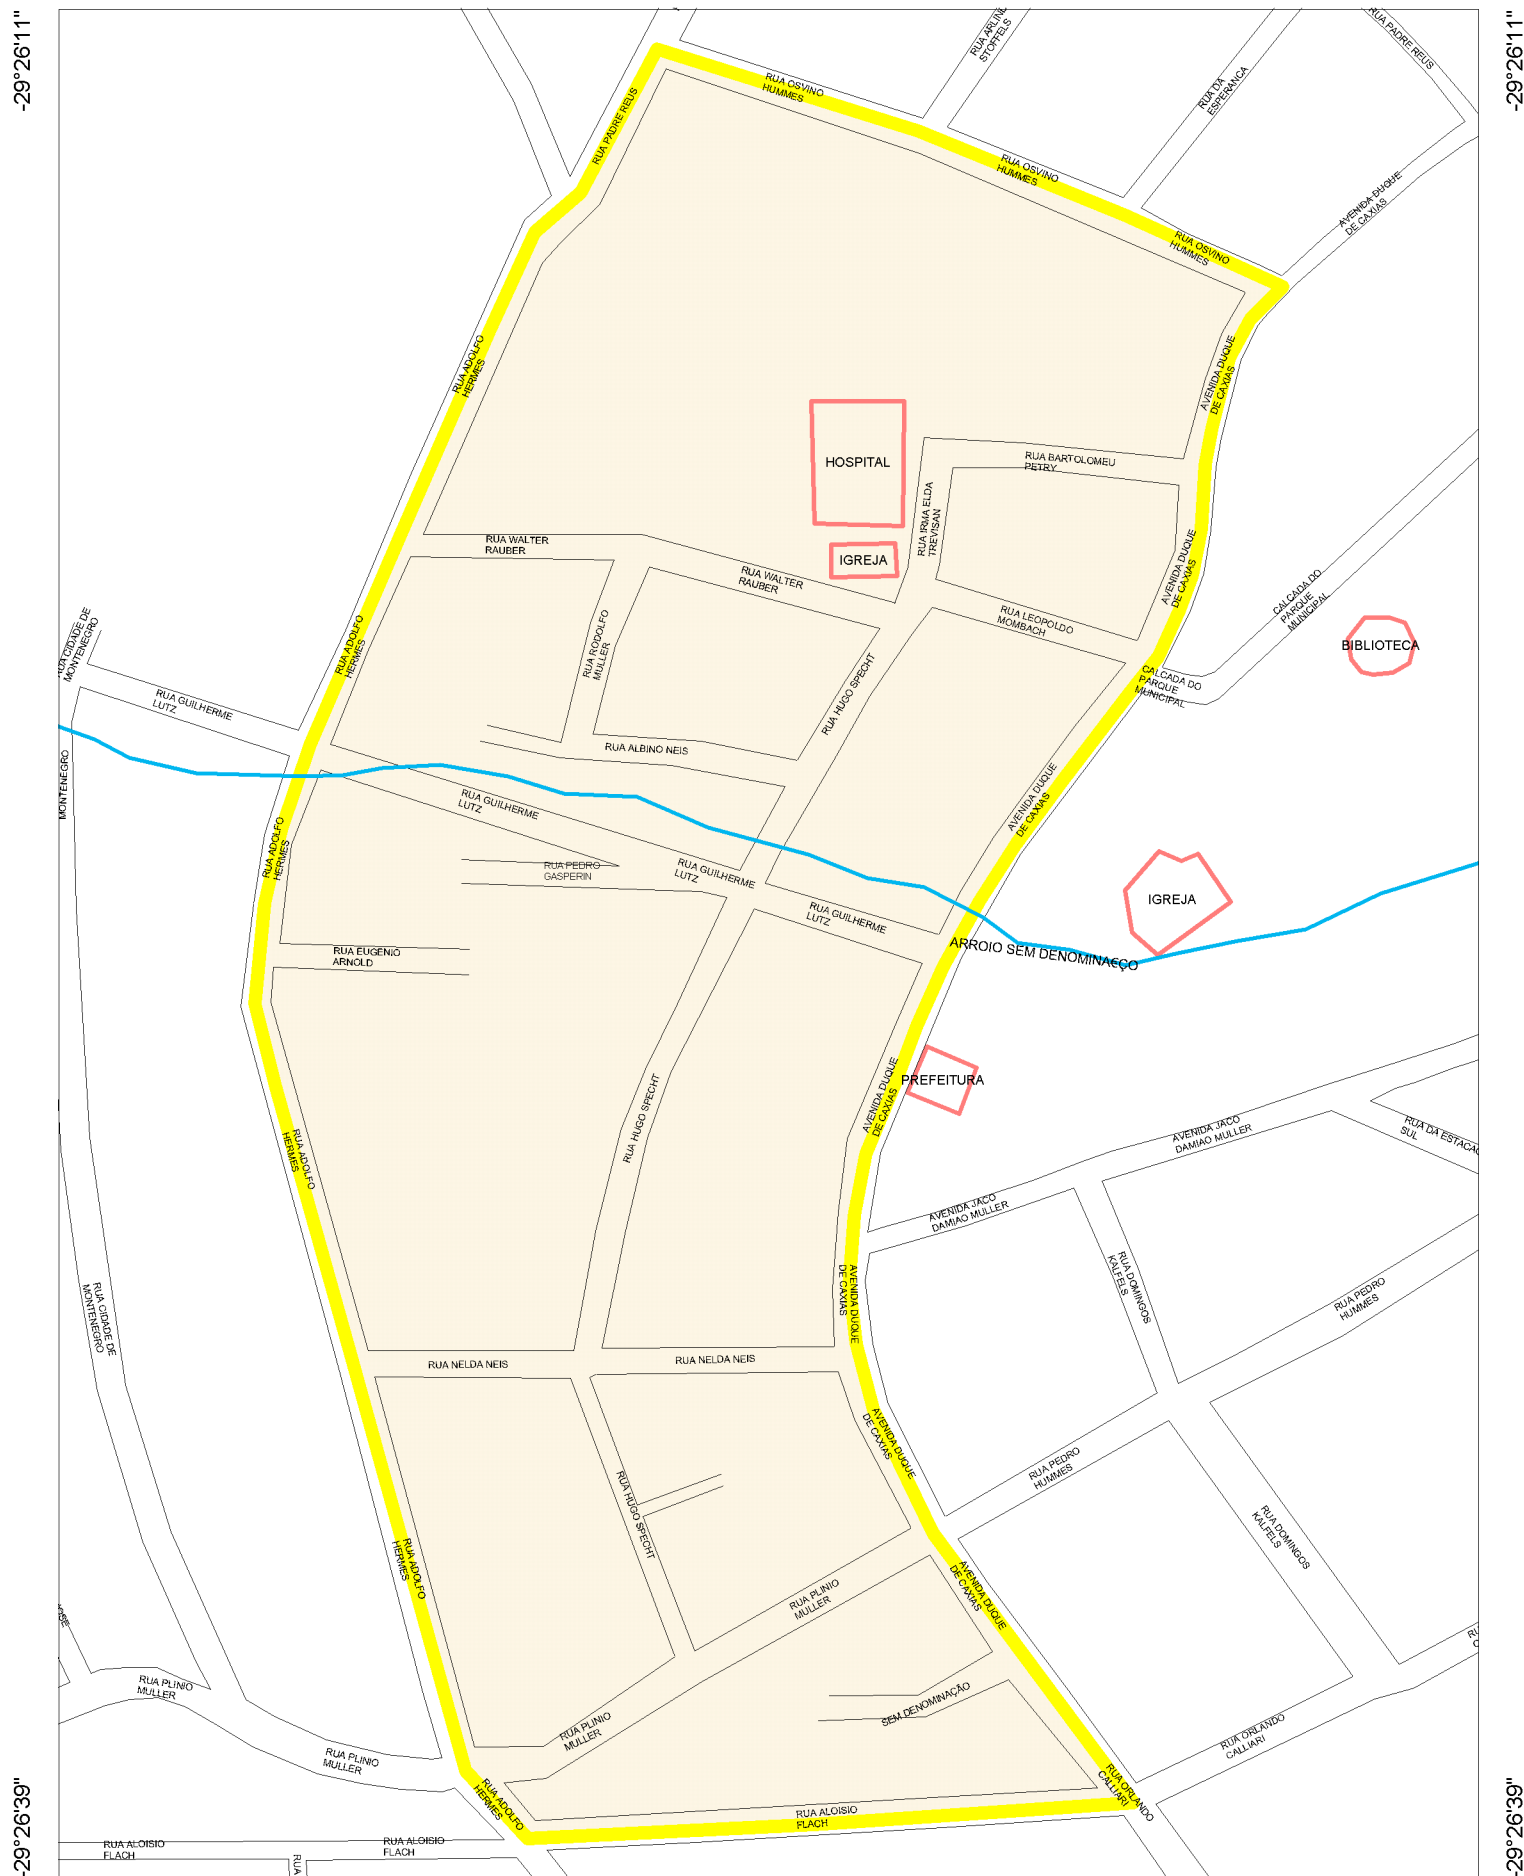 -29°26'11"
-29°26'11"
RUA ARLIN
STOFFELS
RUA PADRE REUS
RUA OSVINO
HUMMES
RUA DA
ESPERANCA
RUA PADRE REUS
RUA OSVINO
HUMMES
AVENIDA DUQUE
DE CAXIAS
RUA OSVINO
HUMMES
RUA ADOLFO
HERMES
AVENIDA DUQUE
DE CAXIAS
HOSPITAL
RUA BARTOLOMEU
PETRY
RUA IRMA ELDA
TREVISAN
RUA WALTER
RAUBER
IGREJA
RUA WALTER
RAUBER
AVENIDA DUQUE
DE CAXIAS
CALCADA DO
PARQUE
MUNICIPAL
RUA LEOPOLDO
MOMBACH
RUA CIDADE DE
MONTENEGRO
RUA ADOLFO
HERMES
RUA RODOLFO
MULLER
BIBLIOTECA
RUA HUGO SPECHT
CALCADA DO
PARQUE
MUNICIPAL
RUA GUILHERME
LUTZ
RUA ALBINO NEIS
MONTENEGRO
RUA GUILHERME
LUTZ
AVENIDA DUQUE
DE CAXIAS
RUA ADOLFO
HERMES
RUA PEDRO
GASPERIN
RUA GUILHERME
LUTZ
IGREJA
RUA GUILHERME
LUTZ
RUA EUGENIO
ARNOLD
ARROIO SEM DENOMINAÇÇO
PREFEITURA
AVENIDA DUQUE
DE CAXIAS
RUA HUGO SPECHT
RUA ADOLFO
HERMES
AVENIDA JACO
DAMIAO MULLER
RUA DA ESTACAO
SUL
AVENIDA JACO
DAMIAO MULLER
RUA DOMINGOS
KALFELS
AVENIDA DUQUE
DE CAXIAS
RUA PEDRO
HUMMES
RUA CIDADE DE
MONTENEGRO
RUA NELDA NEIS
RUA NELDA NEIS
AVENIDA DUQUE
DE CAXIAS
RUA PEDRO
HUMMES
RUA HUGO SPECHT
RUA DOMINGOS
KALFELS
RUA ADOLFO
HERMES
AVENIDA DUQUE
DE CAXIAS
RUA PLINIO
MULLER
OSE
RUA PLINIO
MULLER
SEM DENOMINAÇÃO
RUA PLINIO
MULLER
RUA ORLANDO
CALLIARI
RUA PLINIO
MULLER
RUA ADOLFO
HERMES
RUA ORLANDO
CALLIARI
RUA ALOISIO
FLACH
RUA ALOISIO
FLACH
RUA ALOISIO
FLACH
RUA
-29°26'39"
-29°26'39"